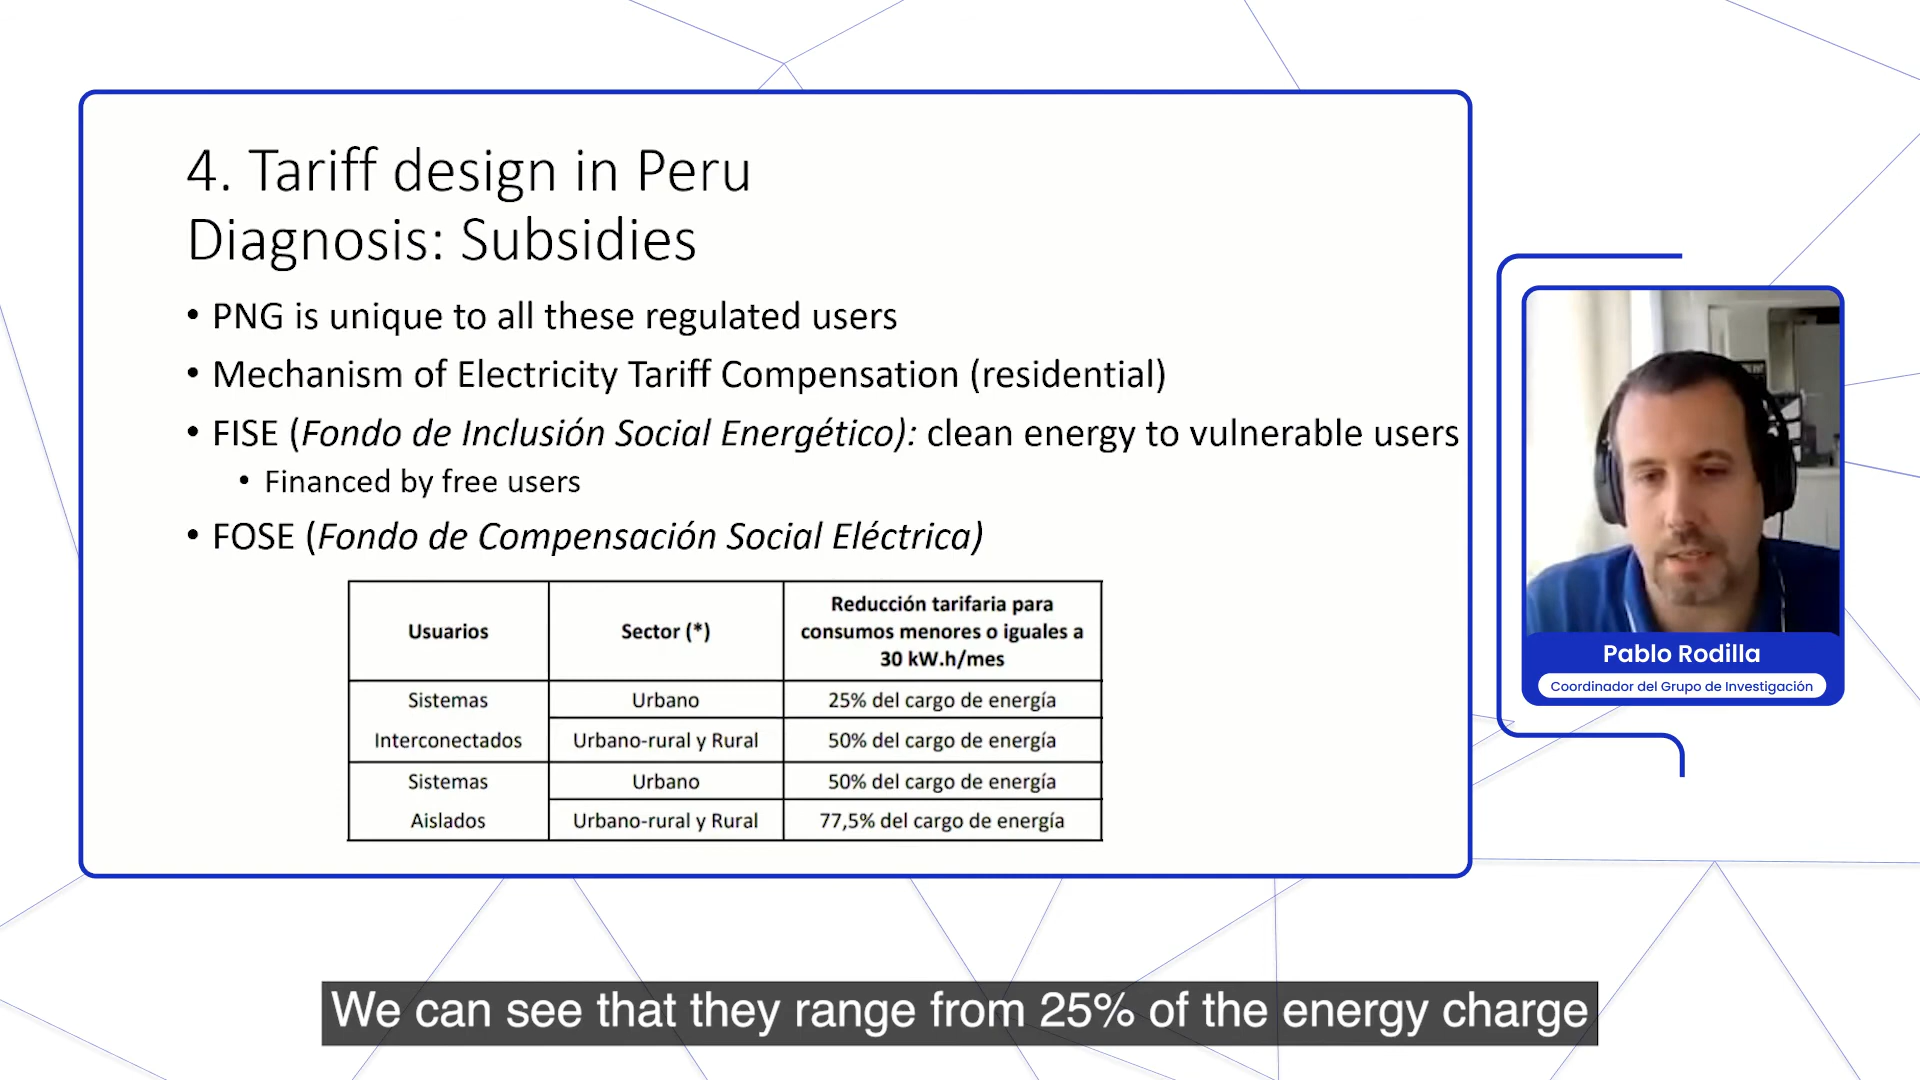 4. Tariff design in Peru
Diagnosis: Subsidies
• PNG is unique to all these regulated users
• Mechanism of Electricity Tariff Compensation (residential)
• FISE (Fondo de Inclusión Social Energético): clean energy to vulnerable users
• Financed by free users
• FOSE (Fondo de Compensación Social Eléctrica)
Usuarios
Sector (*)
Reducción tarifaria para
consumos menores o iguales a
30 kW.h/mes
Sistemas
Interconectados
Urbano
25% del cargo de energía
Urbano-rural y Rural
50% del cargo de energía
Sistemas
Aislados
Urbano
50% del cargo de energía
Urbano-rural y Rural
77,5% del cargo de energía
Pablo Rodilla
Coordinador del Grupo de Investigación
We can see that they range from 25% of the energy charge